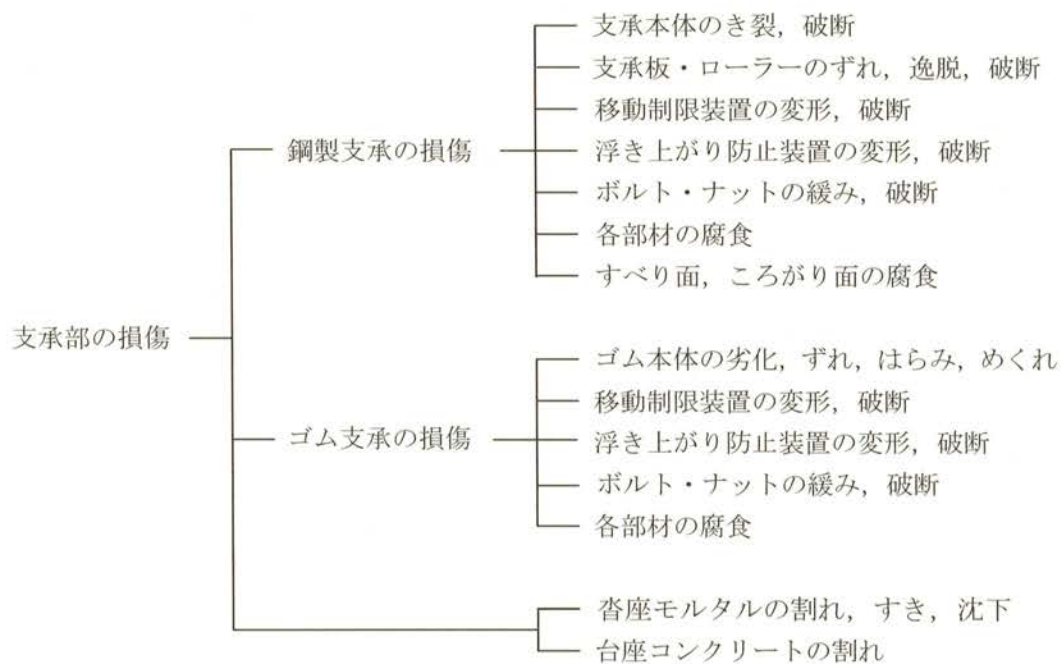 支承本体のき裂，破断
支承板・ローラーのずれ，逸脱，破断
移動制限装置の変形，破断
鋼製支承の損傷
浮き上がり防止装置の変形，破断
ボルト・ナットの緩み，破断
各部材の腐食
すべり面，ころがり面の腐食
支承部の損傷
ゴム本体の劣化，ずれ，はらみ，めくれ
移動制限装置の変形，破断
ゴム支承の損傷
浮き上がり防止装置の変形，破断
ボルト・ナットの緩み，破断
各部材の腐食
沓座モルタルの割れ，すき，沈下
台座コンクリートの割れ